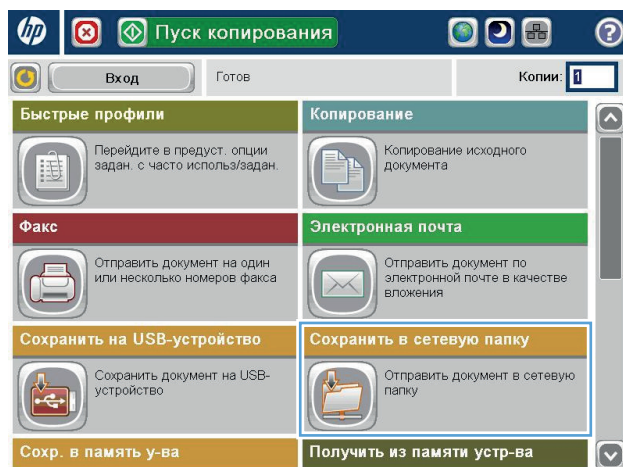 hp Пуск копирования ?
Вход Готов Копии: 1
Быстрые профили
Перейдите в предуст. опции
задан. с часто использ/задан.
Копирование
Копирование исходного
документа
Факс
Отправить документ на один
или несколько номеров факса
Электронная почта
Отправить документ по
электронной почте в качестве
вложения
Сохранить на USB-устройство
Сохранить документ на USB-
устройство
Сохранить в сетевую папку
Отправить документ в сетевую
папку
Сохр. в память у-ва
Получить из памяти устр-ва